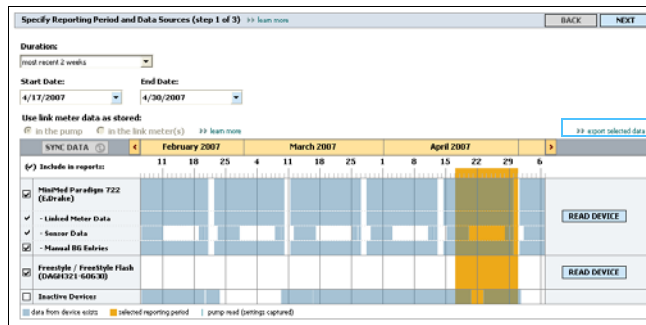 Specify Reporting Period and Data Sources (step 1 of 3) >> learn more BACK NEXT
Duration:
most recent 2 weeks
Start Date: End Date:
4/17/2007 4/30/2007
Use link meter data as stored:
in the pump in the link meter(s) >> learn more >> export selected data
SYNC DATA February 2007 March 2007 April 2007
(✓) Include in reports: 11 18 25 4 11 18 25 1 8 15 22 29 6
MiniMed Paradigm 722
(E.Drake)
- Linked Meter Data READ DEVICE
- Sensor Data
- Manual BG Entries
Freestyle / FreeStyle Flash
(DAGH321-60630) READ DEVICE
Inactive Devices
data from device exists selected reporting period pump read (settings captured)